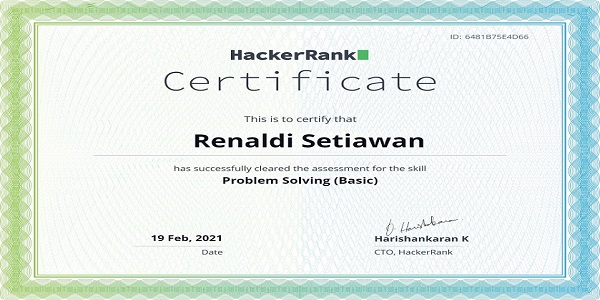 ID: 6481B75E4D66
HackerRank
Certificate
This is to certify that
Renaldi Setiawan
has successfully cleared the assessment for the skill
Problem Solving (Basic)
19 Feb, 2021
Date
D. Harishankaran
Harishankaran K
CTO, HackerRank